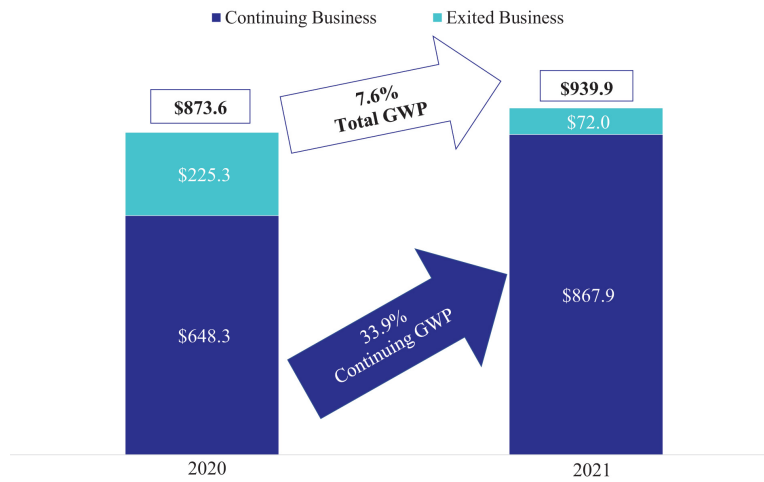 Continuing Business
Exited Business
$873.6
7.6%
Total GWP
$939.9
$225.3
$72.0
$648.3
33.9%
Continuing GWP
$867.9
2020
2021